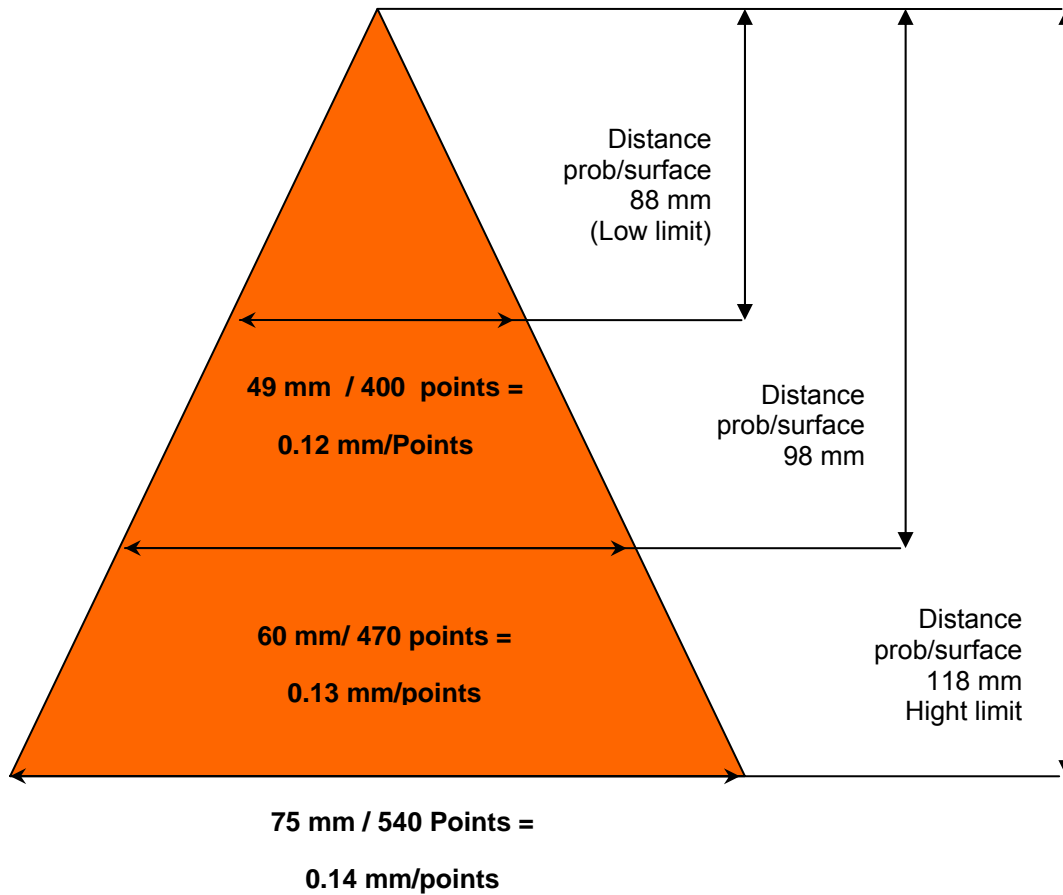 Distance
prob/surface
88 mm
(Low limit)
49 mm / 400 points =
0.12 mm/Points
Distance
prob/surface
98 mm
60 mm/ 470 points =
0.13 mm/points
Distance
prob/surface
118 mm
Hight limit
75 mm / 540 Points =
0.14 mm/points